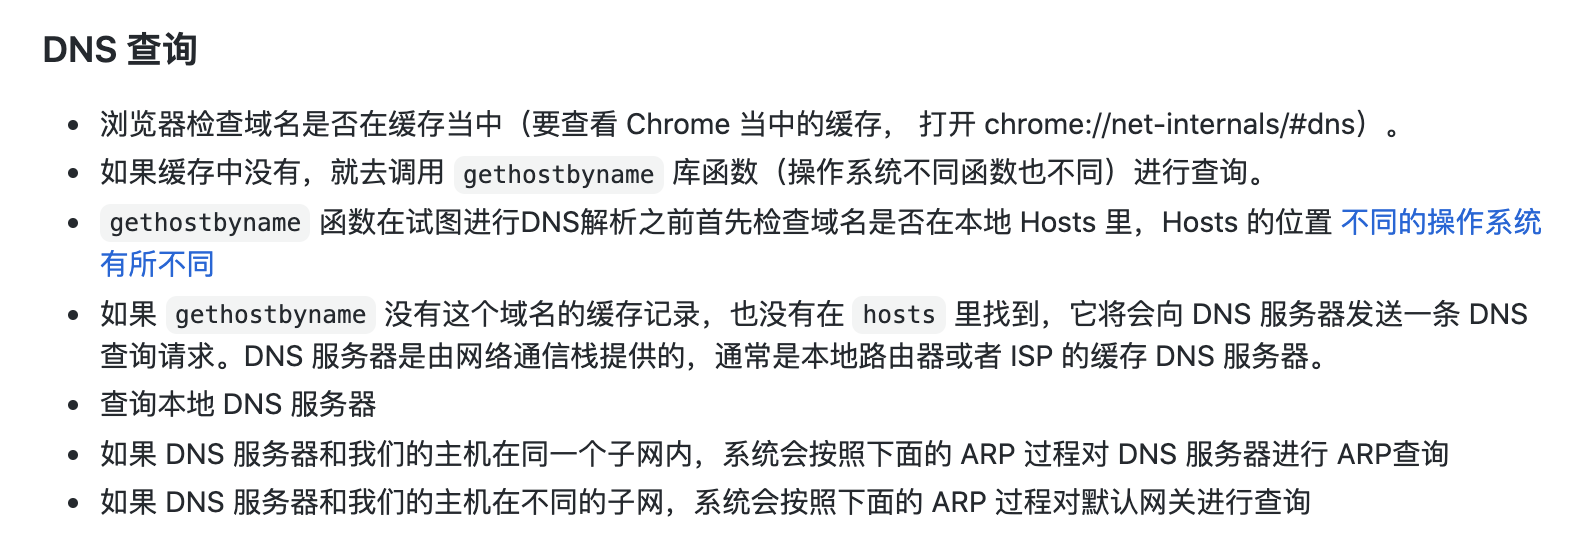 DNS 查询
浏览器检查域名是否在缓存当中（要查看 Chrome 当中的缓存， 打开 chrome://net-internals/#dns）。
如果缓存中没有，就去调用 gethostbyname 库函数（操作系统不同函数也不同）进行查询。
gethostbyname 函数在试图进行DNS解析之前首先检查域名是否在本地 Hosts 里，Hosts 的位置 不同的操作系统
有所不同
如果 gethostbyname 没有这个域名的缓存记录，也没有在 hosts 里找到，它将会向 DNS 服务器发送一条 DNS
查询请求。DNS 服务器是由网络通信栈提供的，通常是本地路由器或者 ISP 的缓存 DNS 服务器。
查询本地 DNS 服务器
如果 DNS 服务器和我们的主机在同一个子网内，系统会按照下面的 ARP 过程对 DNS 服务器进行 ARP查询
如果 DNS 服务器和我们的主机在不同的子网，系统会按照下面的 ARP 过程对默认网关进行查询